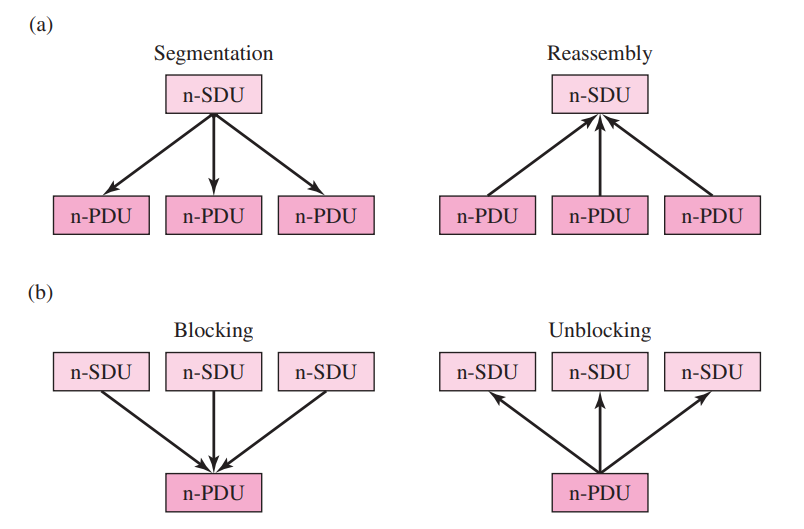 (a)
Segmentation
Reassembly
n-SDU
n-SDU
n-PDU n-PDU n-PDU
n-PDU n-PDU n-PDU
(b)
Blocking
Unblocking
n-SDU n-SDU n-SDU
n-SDU n-SDU n-SDU
n-PDU
n-PDU